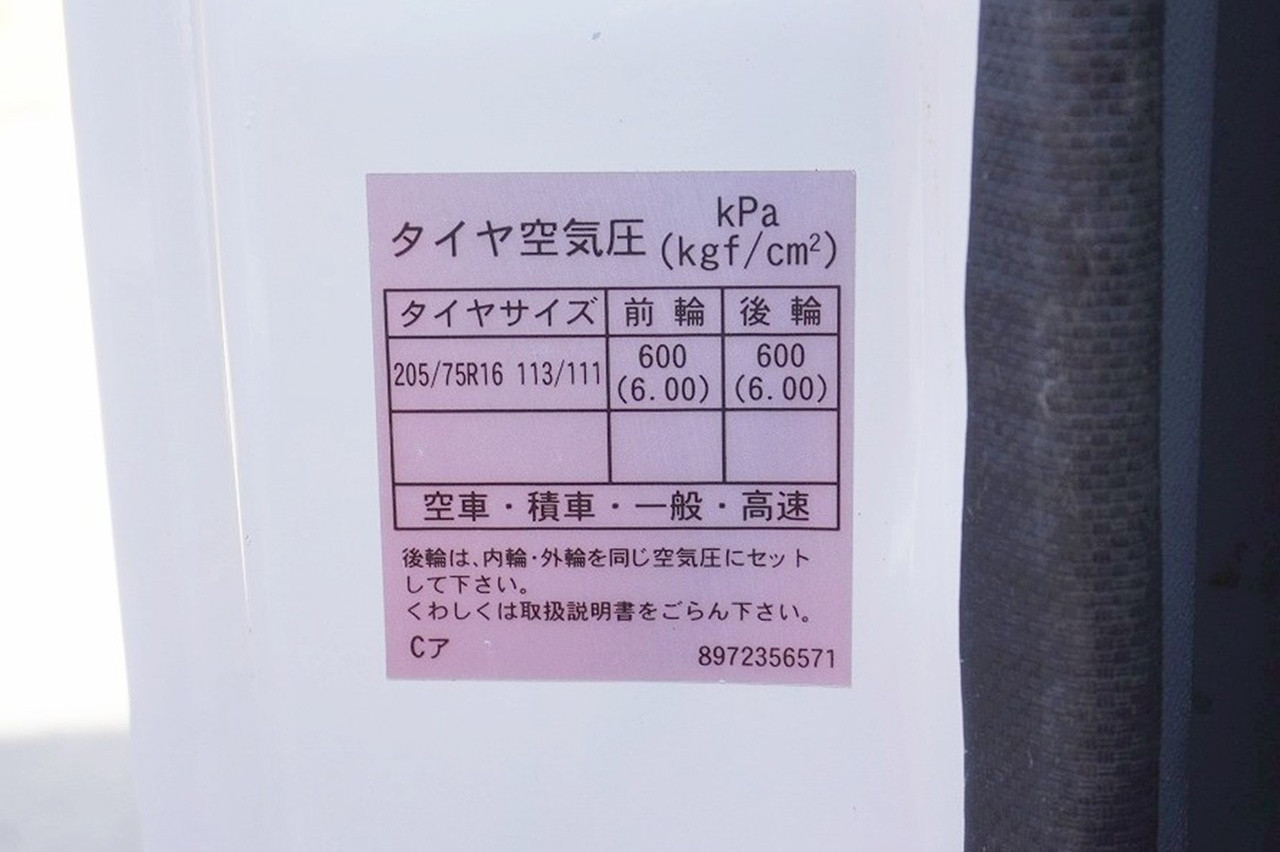 タイヤ空気圧 kPa
(kgf/cm²)
タイヤサイズ 前輪 後輪
205/75R16 113/111 600 (6.00) 600 (6.00)
空車・積車・一般・高速
後輪は、内輪・外輪を同じ空気圧にセット
して下さい。
くわしくは取扱説明書をごらん下さい。
Cア 8972356571